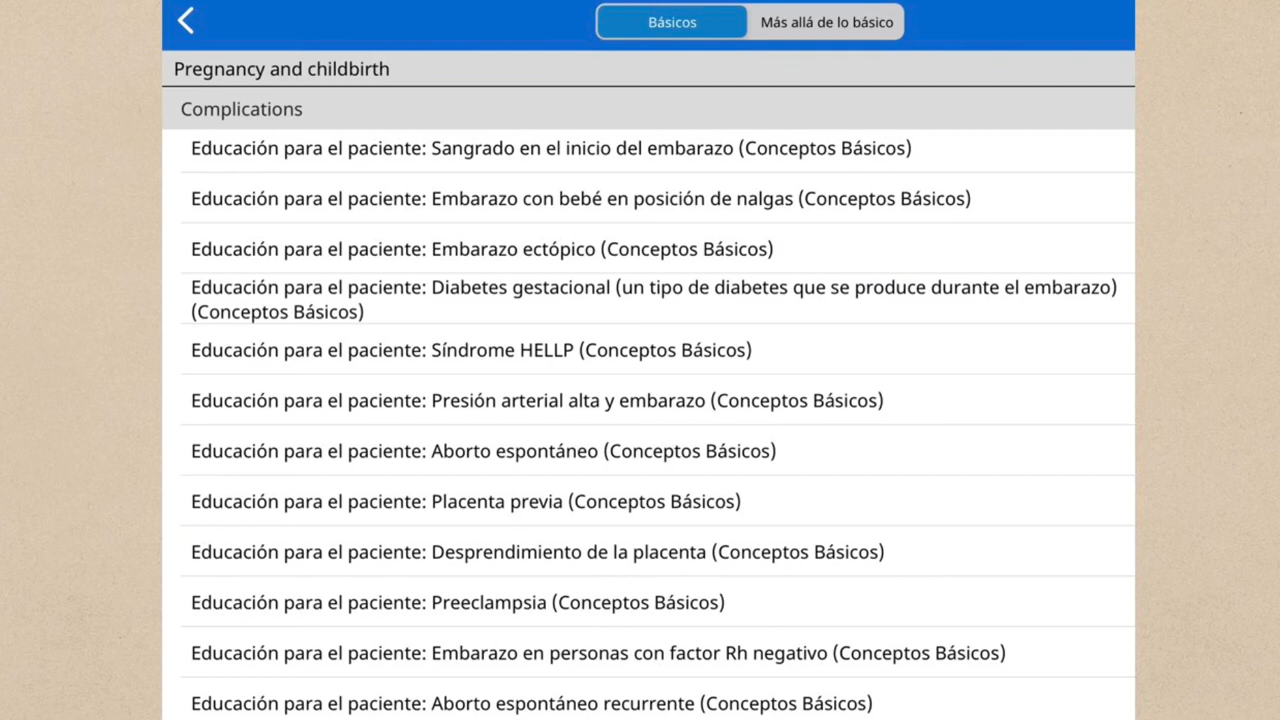 Básicos
Más allá de lo básico
Pregnancy and childbirth
Complications
Educación para el paciente: Sangrado en el inicio del embarazo (Conceptos Básicos)
Educación para el paciente: Embarazo con bebé en posición de nalgas (Conceptos Básicos)
Educación para el paciente: Embarazo ectópico (Conceptos Básicos)
Educación para el paciente: Diabetes gestacional (un tipo de diabetes que se produce durante el embarazo)
(Conceptos Básicos)
Educación para el paciente: Síndrome HELLP (Conceptos Básicos)
Educación para el paciente: Presión arterial alta y embarazo (Conceptos Básicos)
Educación para el paciente: Aborto espontáneo (Conceptos Básicos)
Educación para el paciente: Placenta previa (Conceptos Básicos)
Educación para el paciente: Desprendimiento de la placenta (Conceptos Básicos)
Educación para el paciente: Preeclampsia (Conceptos Básicos)
Educación para el paciente: Embarazo en personas con factor Rh negativo (Conceptos Básicos)
Educación para el paciente: Aborto espontáneo recurrente (Conceptos Básicos)